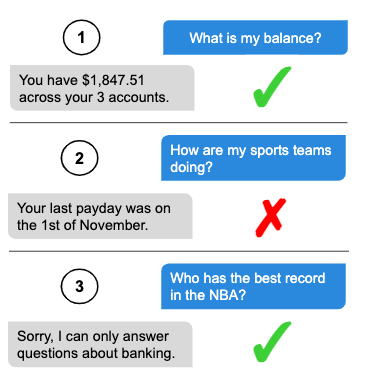 1
What is my balance?
You have $1,847.51
across your 3 accounts.
2
How are my sports teams
doing?
Your last payday was on
the 1st of November.
3
Who has the best record
in the NBA?
Sorry, I can only answer
questions about banking.